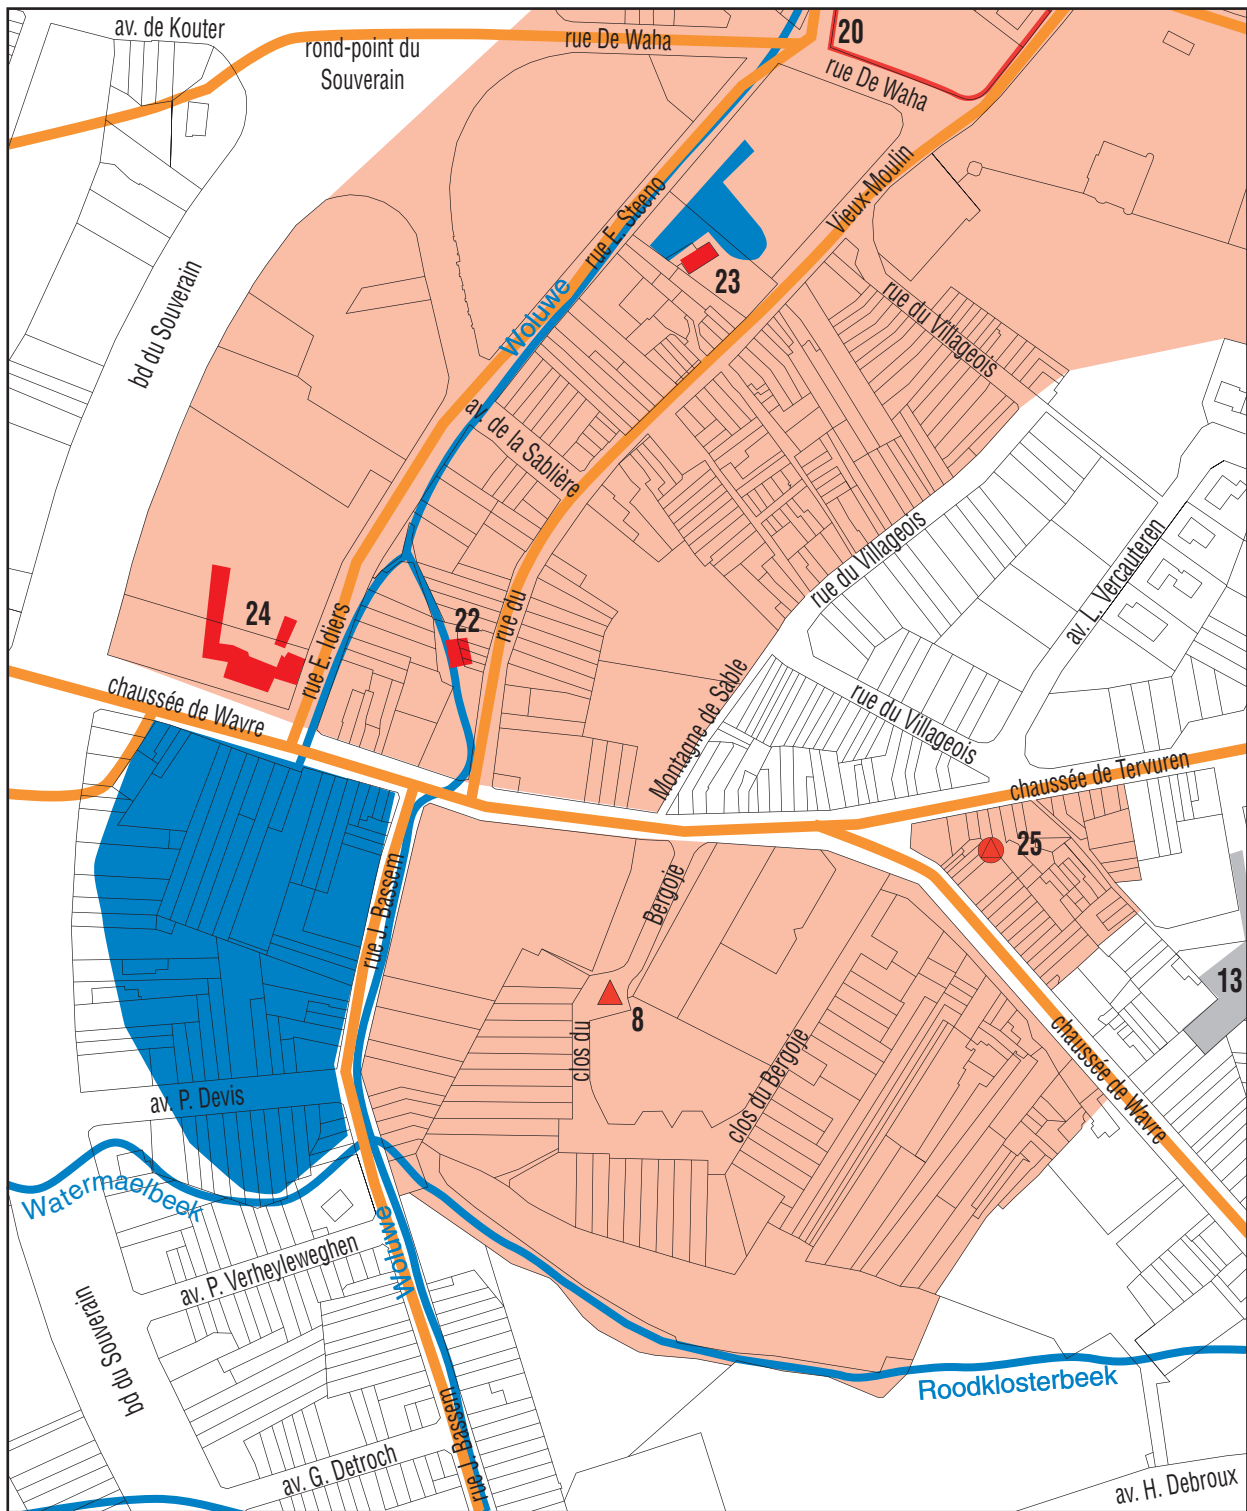 av. de Kouter
rond-point du
Souverain
rue De Waha
20
rue De Waha
Vieux-Moulin
rue E. Steeno
23
rue du Villageois
bd du Souverain
Woluwe
av. de la Sablière
rue du Villageois
av. L. Vercauteren
24
22
rue du
rue E. Idiers
Montagne de Sable
rue du Villageois
chaussée de Wavre
chaussée de Tervuren
25
rue J. Bassem
Bergoje
13
8
clos du
clos du Bergoje
chaussée de Wavre
av. P. Devis
Watermaelbeek
Woluwe
av. P. Verheyleweghen
bd du Souverain
Roodklosterbeek
rue J. Bassem
av. G. Detroch
av. H. Debroux